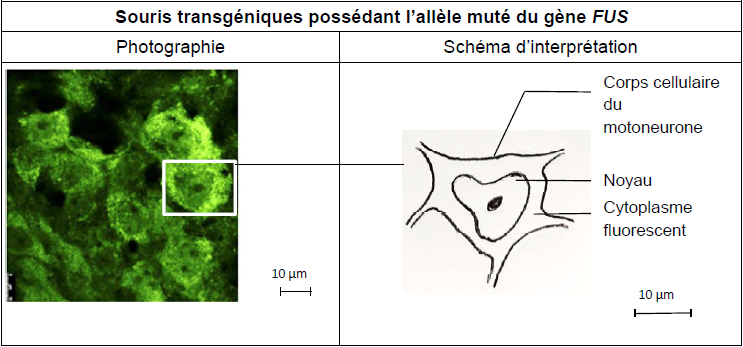 Souris transgéniques possédant l'allèle muté du gène FUS
Photographie
Schéma d'interprétation
Corps cellulaire
du
motoneurone
Noyau
Cytoplasme
fluorescent
10 µm
10 µm